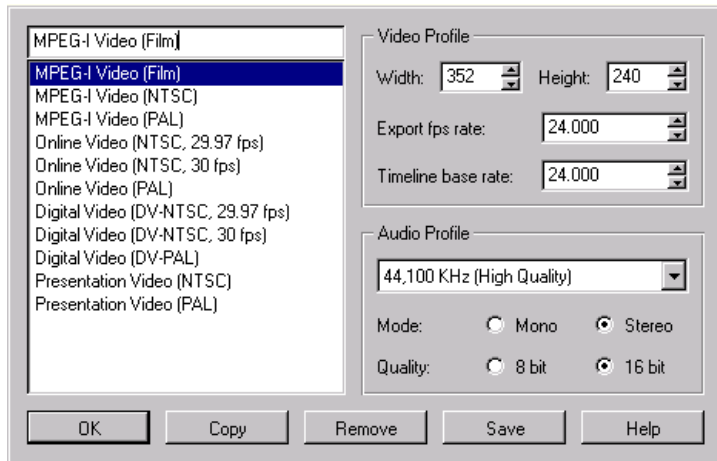 MPEG-I Video (Film)
MPEG-I Video (Film)
MPEG-I Video (NTSC)
MPEG-I Video (PAL)
Online Video (NTSC, 29.97 fps)
Online Video (NTSC, 30 fps)
Online Video (PAL)
Digital Video (DV-NTSC, 29.97 fps)
Digital Video (DV-NTSC, 30 fps)
Digital Video (DV-PAL)
Presentation Video (NTSC)
Presentation Video (PAL)
Video Profile
Width: 352 Height: 240
Export fps rate: 24.000
Timeline base rate: 24.000
Audio Profile
44,100 KHz (High Quality)
Mode: Mono Stereo
Quality: 8 bit 16 bit
OK Copy Remove Save Help